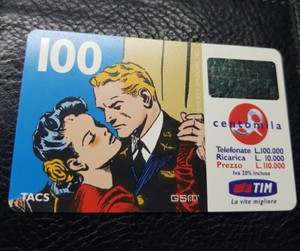 100
centomila
Telefonate L.100.000
Ricarica L. 10.000
Prezzo L. 110.000
Iva 20% inclusa
TACS
GSM
TIM
La vita migliore